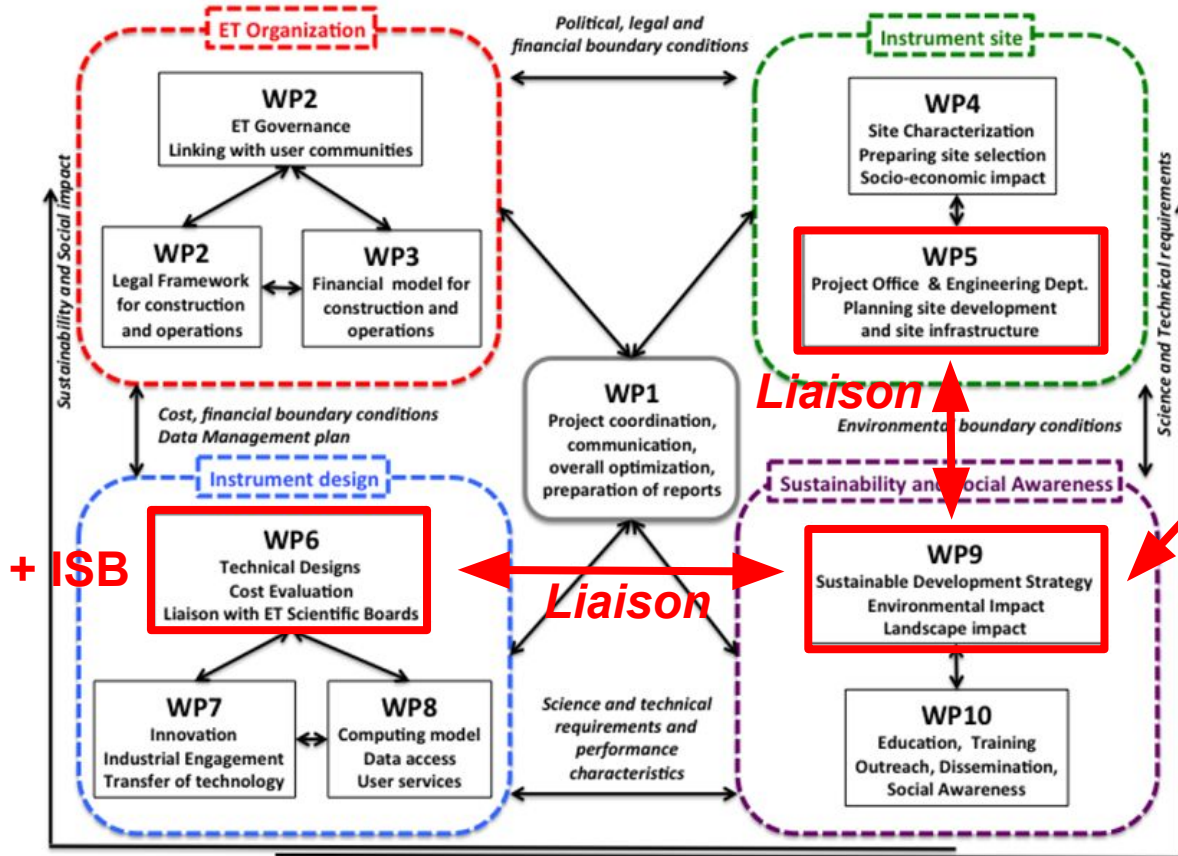 ET Organization
WP2
ET Governance
Linking with user communities
WP2
Legal Framework
for construction
and operations
WP3
Financial model for
construction and
operations
Political, legal and
financial boundary conditions
Instrument site
WP4
Site Characterization
Preparing site selection
Socio-economic impact
WP5
Project Office & Engineering Dept.
Planning site development
and site infrastructure
Sustainability and Social impact
Science and Technical requirements
WP1
Project coordination,
communication,
overall optimization,
preparation of reports
Liaison
Cost, financial boundary conditions
Data Management plan
Environmental boundary conditions
Instrument design
+ ISB
WP6
Technical Designs
Cost Evaluation
Liaison with ET Scientific Boards
Liaison
WP7
Innovation
Industrial Engagement
Transfer of technology
WP8
Computing model
Data access
User services
Science and technical
requirements and
performance
characteristics
Sustainability and Social Awareness
WP9
Sustainable Development Strategy
Environmental Impact
Landscape impact
WP10
Education, Training
Outreach, Dissemination,
Social Awareness